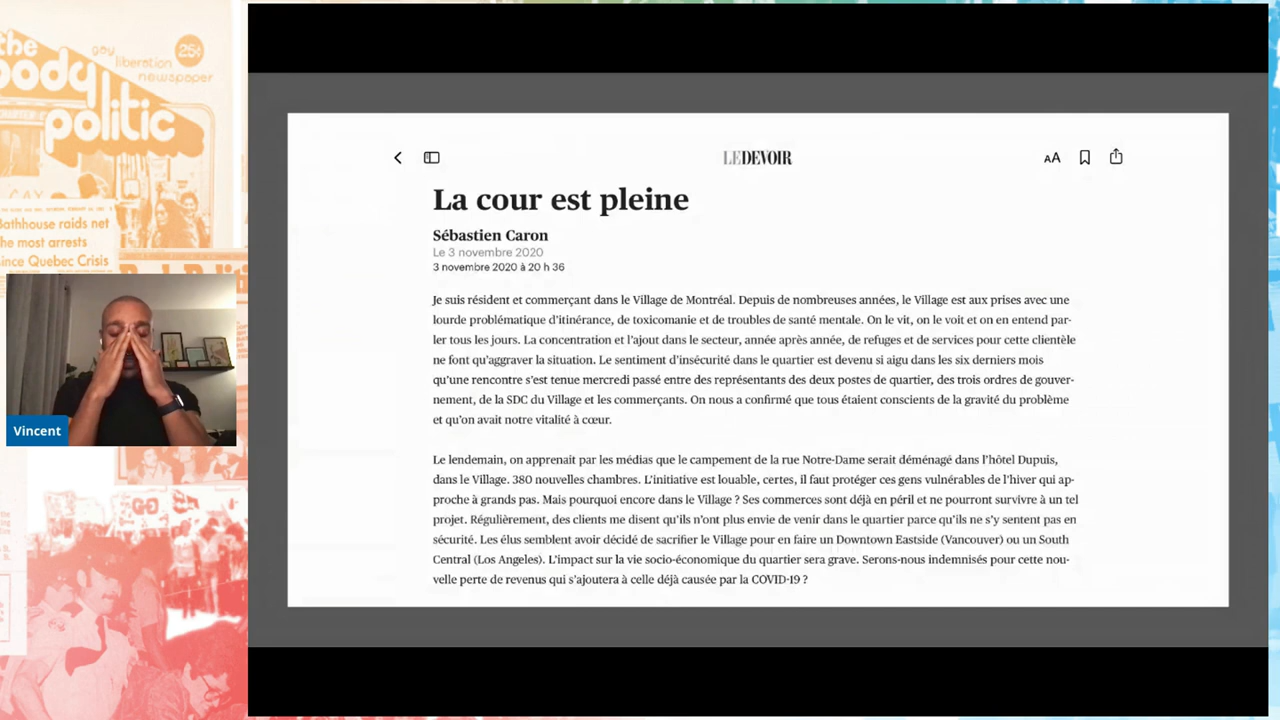 the
body
politic
gay
liberation
newspaper
25¢
Bathhouse raids net
the most arrests
since Quebec Crisis
Vincent
LE DEVOIR
AA
La cour est pleine
Sébastien Caron
Le 3 novembre 2020
3 novembre 2020 à 20 h 36
Je suis résident et commerçant dans le Village de Montréal. Depuis de nombreuses années, le Village est aux prises avec une
lourde problématique d'itinérance, de toxicomanie et de troubles de santé mentale. On le vit, on le voit et on en entend par-
ler tous les jours. La concentration et l'ajout dans le secteur, année après année, de refuges et de services pour cette clientèle
ne font qu'aggraver la situation. Le sentiment d'insécurité dans le quartier est devenu si aigu dans les six derniers mois
qu'une rencontre s'est tenue mercredi passé entre des représentants des deux postes de quartier, des trois ordres de gouver-
nement, de la SDC du Village et les commerçants. On nous a confirmé que tous étaient conscients de la gravité du problème
et qu'on avait notre vitalité à cœur.
Le lendemain, on apprenait par les médias que le campement de la rue Notre-Dame serait déménagé dans l'hôtel Dupuis,
dans le Village. 380 nouvelles chambres. L'initiative est louable, certes, il faut protéger ces gens vulnérables de l'hiver qui ap-
proche à grands pas. Mais pourquoi encore dans le Village ? Ses commerces sont déjà en péril et ne pourront survivre à un tel
projet. Régulièrement, des clients me disent qu'ils n'ont plus envie de venir dans le quartier parce qu'ils ne s'y sentent pas en
sécurité. Les élus semblent avoir décidé de sacrifier le Village pour en faire un Downtown Eastside (Vancouver) ou un South
Central (Los Angeles). L'impact sur la vie socio-économique du quartier sera grave. Serons-nous indemnisés pour cette nou-
velle perte de revenus qui s'ajoutera à celle déjà causée par la COVID-19 ?